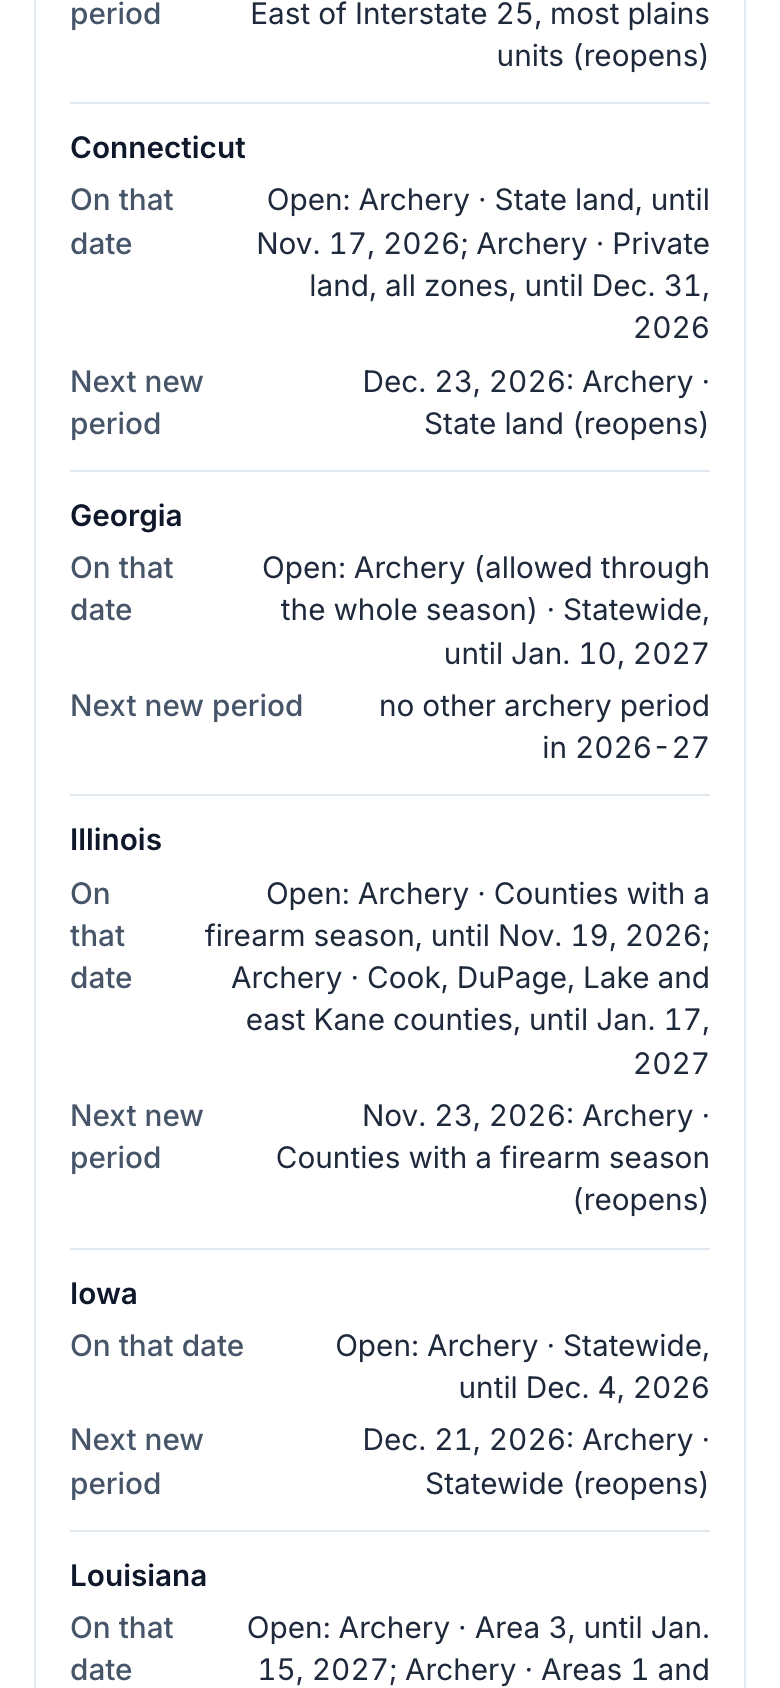 period East of Interstate 25, most plains
units (reopens)
Connecticut
On that Open: Archery · State land, until
date Nov. 17, 2026; Archery · Private
land, all zones, until Dec. 31,
2026
Next new Dec. 23, 2026: Archery ·
period State land (reopens)
Georgia
On that Open: Archery (allowed through
date the whole season) · Statewide,
until Jan. 10, 2027
Next new period no other archery period
in 2026-27
Illinois
On Open: Archery · Counties with a
that firearm season, until Nov. 19, 2026;
date Archery · Cook, DuPage, Lake and
east Kane counties, until Jan. 17,
2027
Next new Nov. 23, 2026: Archery ·
period Counties with a firearm season
(reopens)
Iowa
On that date Open: Archery · Statewide,
until Dec. 4, 2026
Next new Dec. 21, 2026: Archery ·
period Statewide (reopens)
Louisiana
On that Open: Archery · Area 3, until Jan.
date 15, 2027; Archery · Areas 1 and